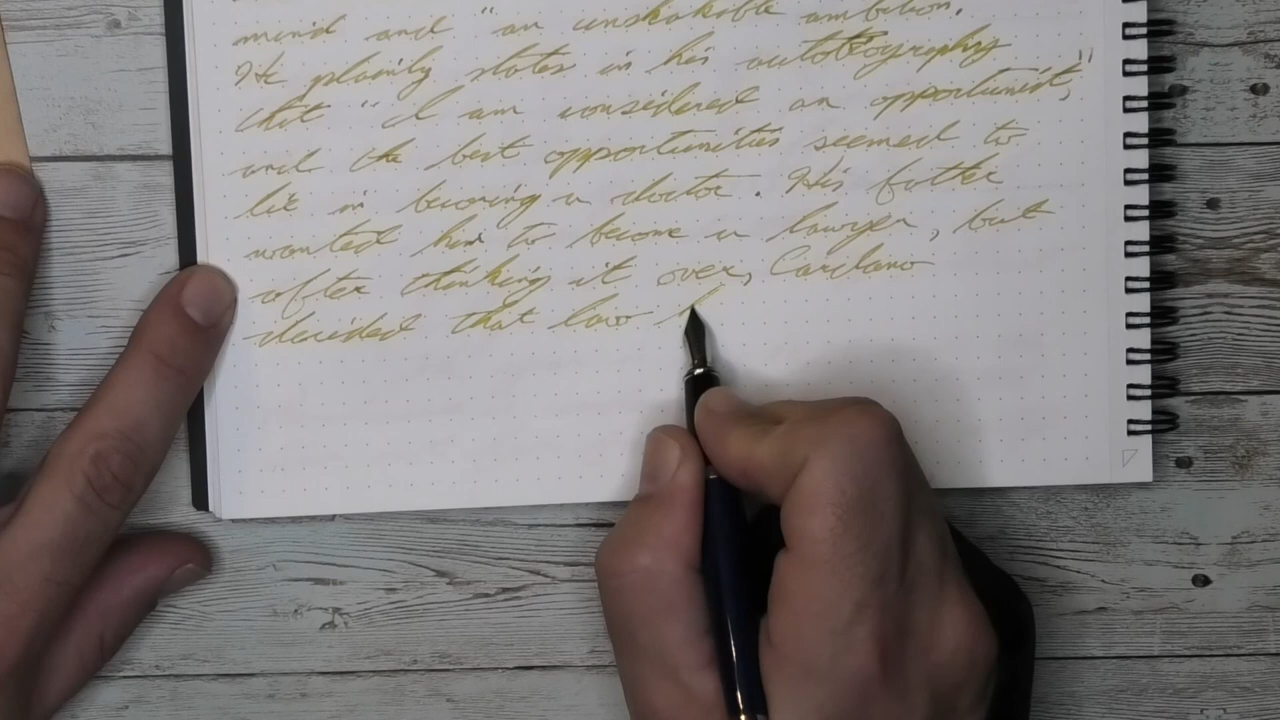 mind and "an unshakable ambition.
He plainly states in his autobiography
that "I am considered an opportunist,"
and the best opportunities seemed to
lie in becoming a doctor. His father
wanted him to become a lawyer, but
after thinking it over, Cardano
decided that law